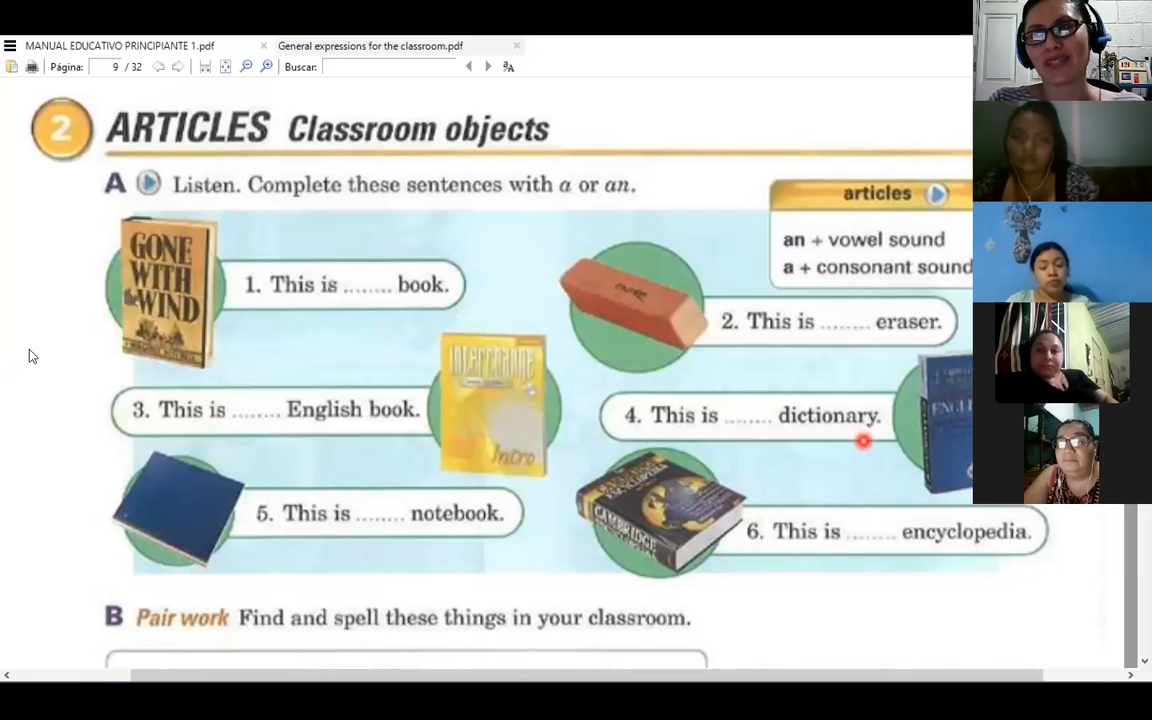 MANUAL EDUCATIVO PRINCIPIANTE 1.pdf
General expressions for the classroom.pdf
Página: 9 / 32
Buscar:
2 ARTICLES Classroom objects
A Listen. Complete these sentences with a or an.
articles
an + vowel sound
a + consonant sound
GONE
WITH
the WIND
1. This is ........ book.
2. This is ........ eraser.
interchange
Intro
3. This is ........ English book.
4. This is ........ dictionary.
5. This is ........ notebook.
CAMBRIDGE
ENCYCLOPEDIA
6. This is ........ encyclopedia.
B Pair work Find and spell these things in your classroom.